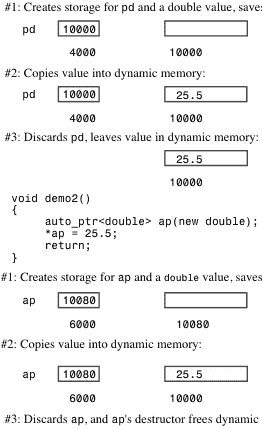 #1: Creates storage for pd and a double value, saves
pd 10000
4000 10000
#2: Copies value into dynamic memory:
pd 10000 25.5
4000 10000
#3: Discards pd, leaves value in dynamic memory:
25.5
10000
void demo2()
{
auto_ptr<double> ap(new double);
*ap = 25.5;
return;
}
#1: Creates storage for ap and a double value, saves
ap 10080
6000 10080
#2: Copies value into dynamic memory:
ap 10080 25.5
6000 10000
#3: Discards ap, and ap's destructor frees dynamic